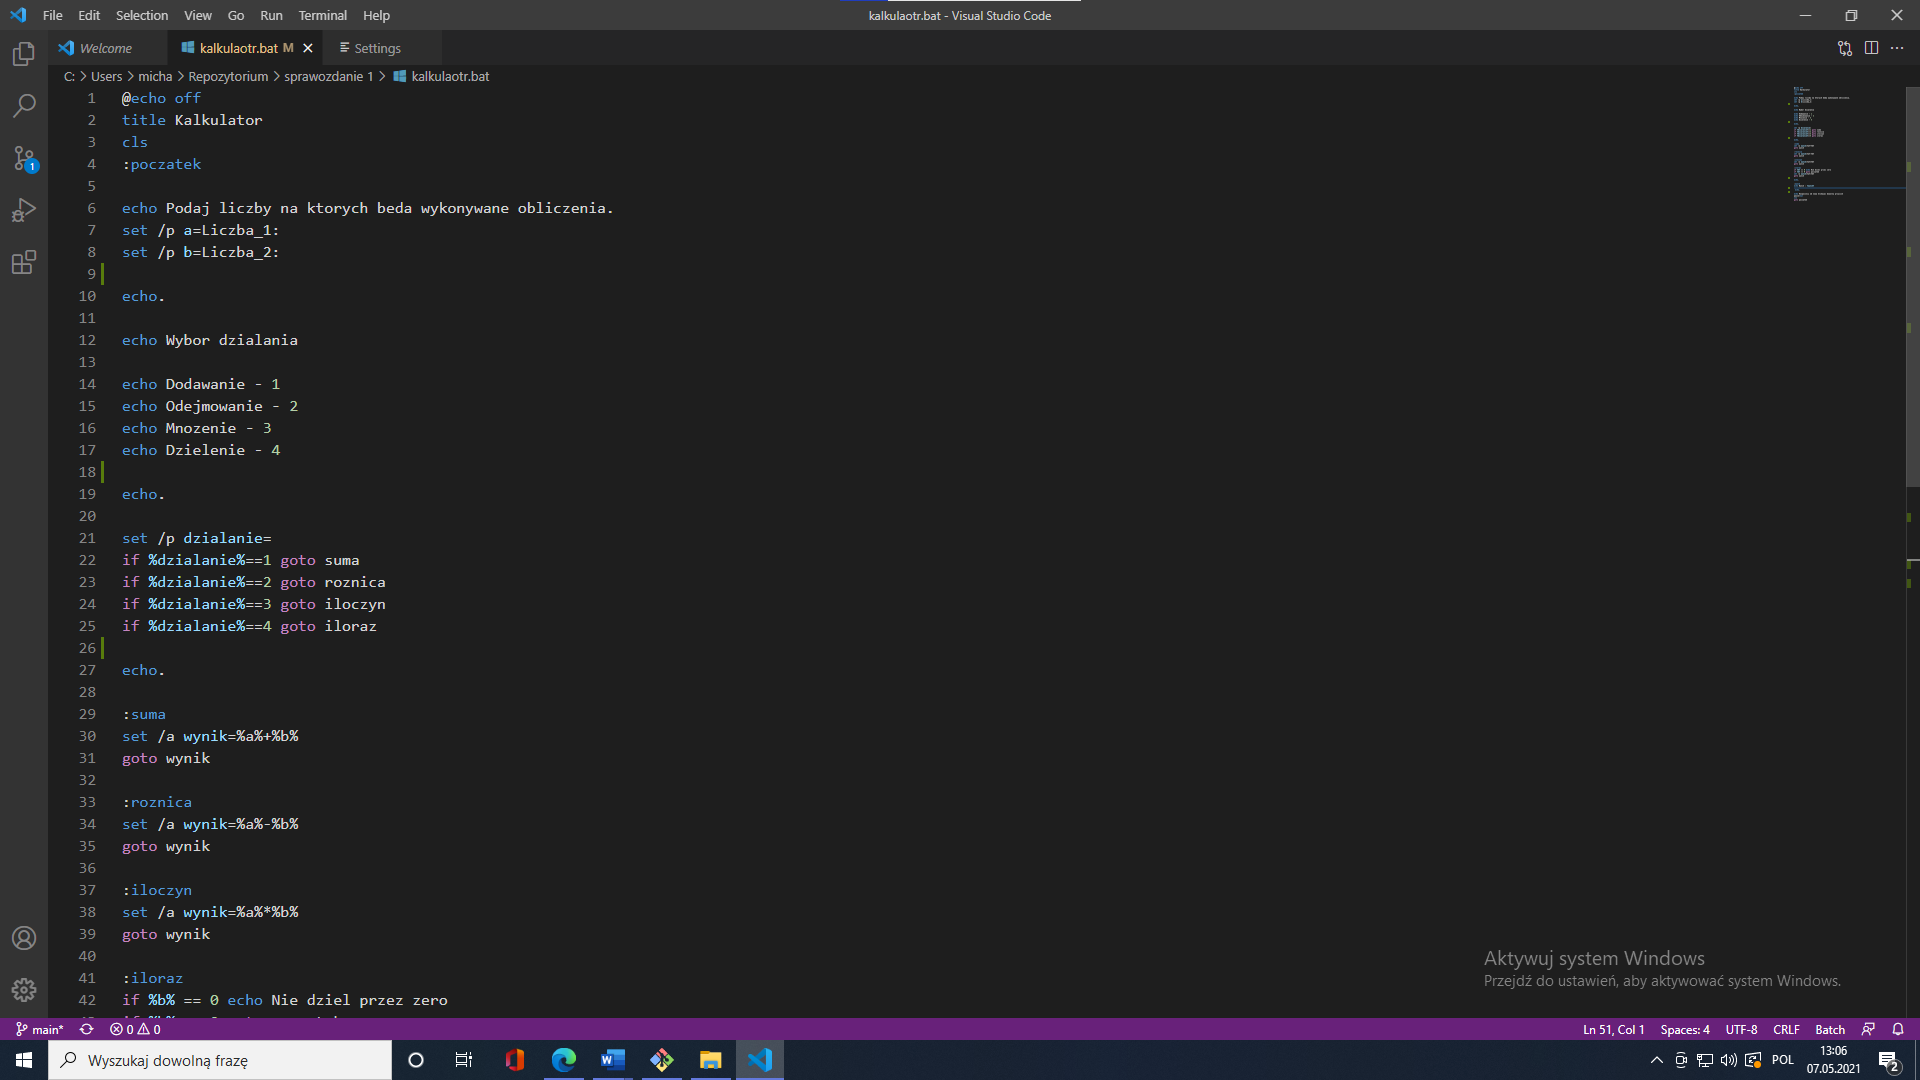 File Edit Selection View Go Run Terminal Help
kalkulaotr.bat - Visual Studio Code
Welcome kalkulaotr.bat M Settings
C: > Users > micha > Repozytorium > sprawozdanie 1 > kalkulaotr.bat
1 @echo off
2 title Kalkulator
3 cls
4 :poczatek
5
6 echo Podaj liczby na ktorych beda wykonywane obliczenia.
7 set /p a=Liczba_1:
8 set /p b=Liczba_2:
9
10 echo.
11
12 echo Wybor dzialania
13
14 echo Dodawanie - 1
15 echo Odejmowanie - 2
16 echo Mnozenie - 3
17 echo Dzielenie - 4
18
19 echo.
20
21 set /p dzialanie=
22 if %dzialanie%==1 goto suma
23 if %dzialanie%==2 goto roznica
24 if %dzialanie%==3 goto iloczyn
25 if %dzialanie%==4 goto iloraz
26
27 echo.
28
29 :suma
30 set /a wynik=%a%+%b%
31 goto wynik
32
33 :roznica
34 set /a wynik=%a%-%b%
35 goto wynik
36
37 :iloczyn
38 set /a wynik=%a%*%b%
39 goto wynik
40
41 :iloraz
42 if %b% == 0 echo Nie dziel przez zero
1
Aktywuj system Windows
Przejdź do ustawień, aby aktywować system Windows.
main* 0 0 Ln 51, Col 1 Spaces: 4 UTF-8 CRLF Batch
Wyszukaj dowolną frazę
POL
13:06
07.05.2021
2